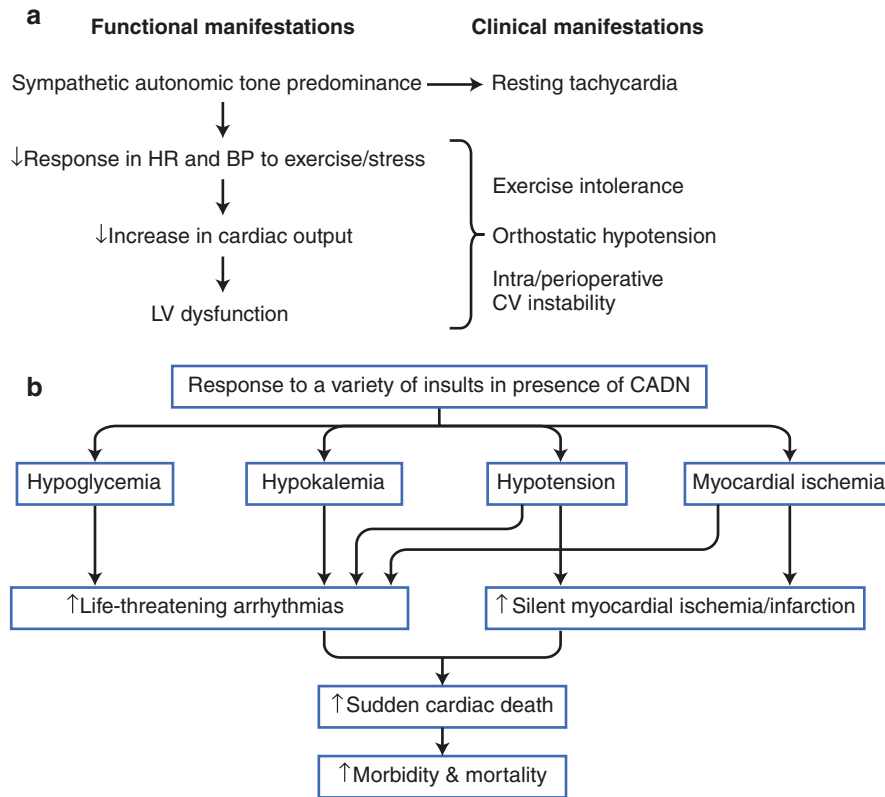 a
Functional manifestations
Clinical manifestations
Sympathetic autonomic tone predominance
Resting tachycardia
↓Response in HR and BP to exercise/stress
↓Increase in cardiac output
LV dysfunction
Exercise intolerance
Orthostatic hypotension
Intra/perioperative
CV instability
b
Response to a variety of insults in presence of CADN
Hypoglycemia
Hypokalemia
Hypotension
Myocardial ischemia
↑Life-threatening arrhythmias
↑Silent myocardial ischemia/infarction
↑Sudden cardiac death
↑Morbidity & mortality